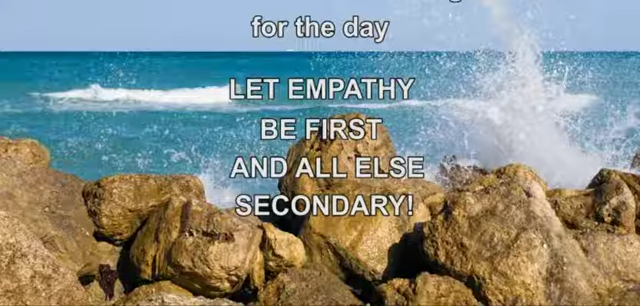 for the day
LET EMPATHY
BE FIRST
AND ALL ELSE
SECONDARY!